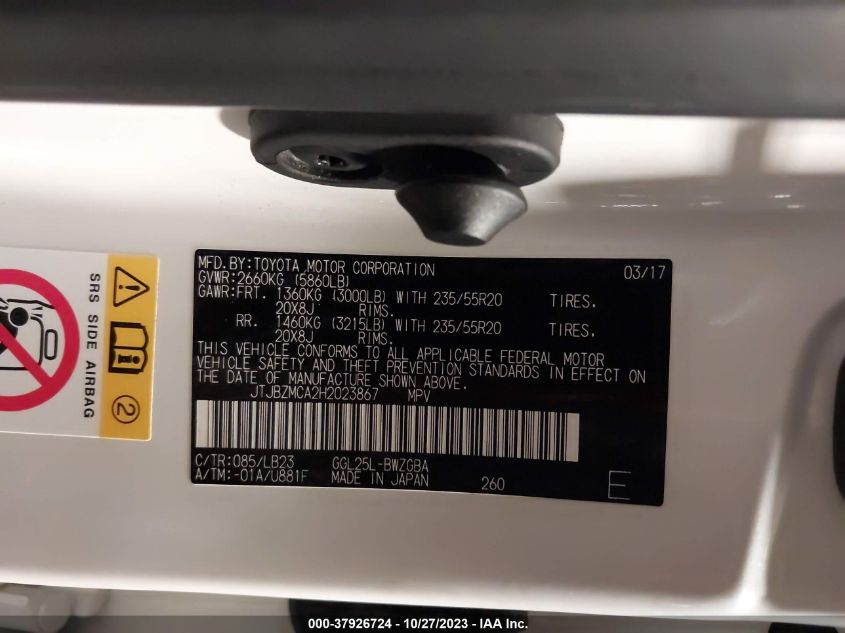 MFD.BY:TOYOTA MOTOR CORPORATION 03/17
GVWR:2660KG (5860LB)
GAWR:FRT. 1360KG (3000LB) WITH 235/55R20 TIRES.
20X8J RIMS.
RR. 1460KG (3215LB) WITH 235/55R20 TIRES.
20X8J RIMS.
THIS VEHICLE CONFORMS TO ALL APPLICABLE FEDERAL MOTOR
VEHICLE SAFETY AND THEFT PREVENTION STANDARDS IN EFFECT ON
THE DATE OF MANUFACTURE SHOWN ABOVE.
JTJBZMCA2H2023867 MPV
C/TR:085/LB23 GGL25L-BWZGBA
A/TM:-01A/U881F MADE IN JAPAN 260 E
SRS SIDE AIRBAG
2
000-37926724 - 10/27/2023 - IAA Inc.